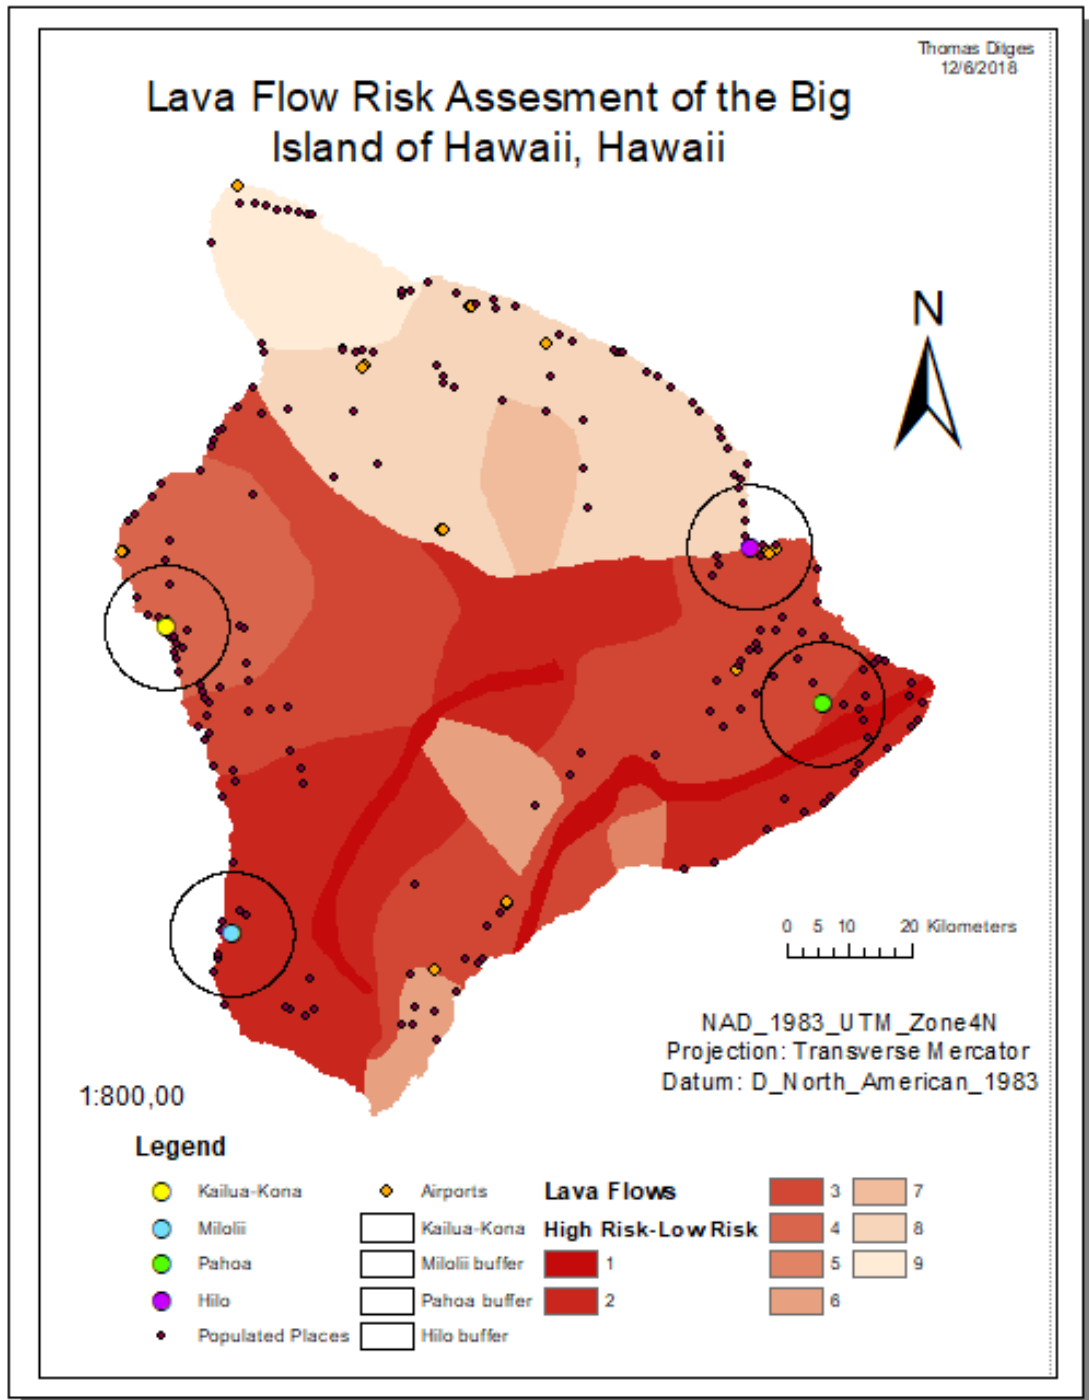 Thomas Ditges
12/6/2018
Lava Flow Risk Assesment of the Big
Island of Hawaii, Hawaii
N
0 5 10 20 Kilometers
NAD_1983_UTM_Zone4N
Projection: Transverse Mercator
Datum: D_North_American_1983
1:800,00
Legend
Kailua-Kona
Milolii
Pahoa
Hilo
Populated Places
Airports
Kailua-Kona
Milolii buffer
Pahoa buffer
Hilo buffer
Lava Flows
High Risk-Low Risk
1
2
3
4
5
6
7
8
9